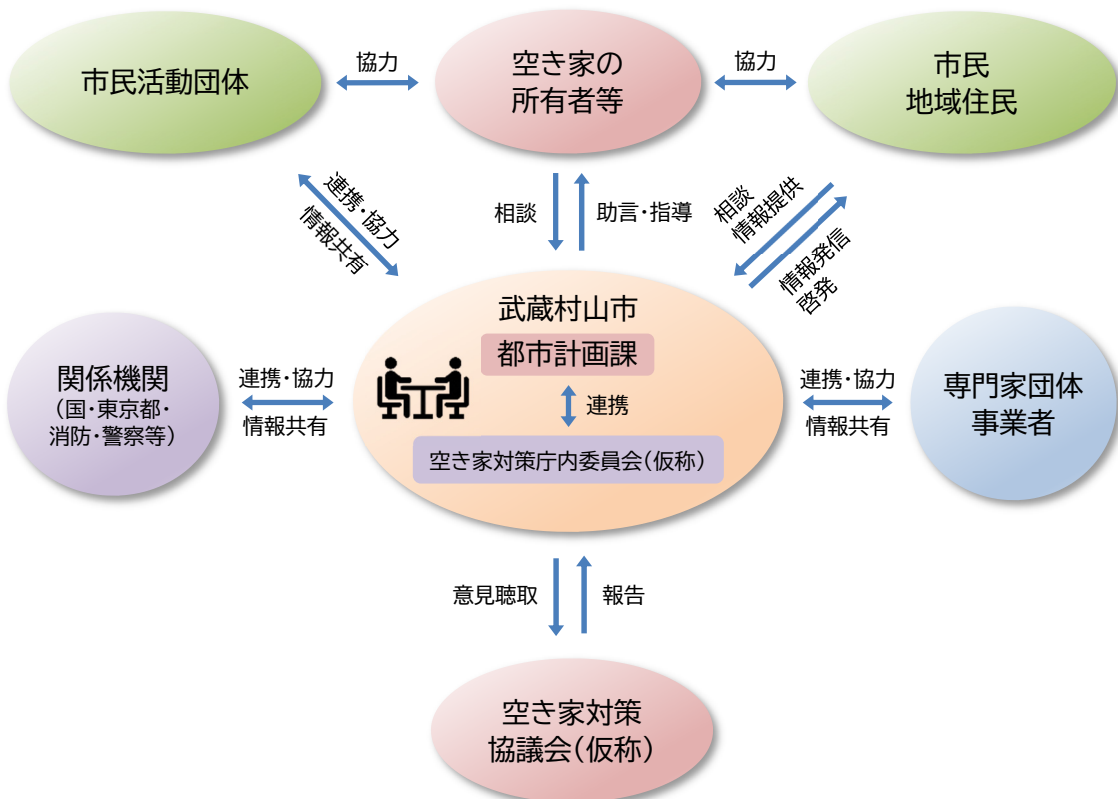 市民活動団体
協力
空き家の
所有者等
協力
市民
地域住民
連携・協力
情報共有
相談
助言・指導
相談
情報提供
情報発信
啓発
武蔵村山市
都市計画課
連携
空き家対策庁内委員会(仮称)
関係機関
(国・東京都・
消防・警察等)
連携・協力
情報共有
連携・協力
情報共有
専門家団体
事業者
意見聴取
報告
空き家対策
協議会(仮称)